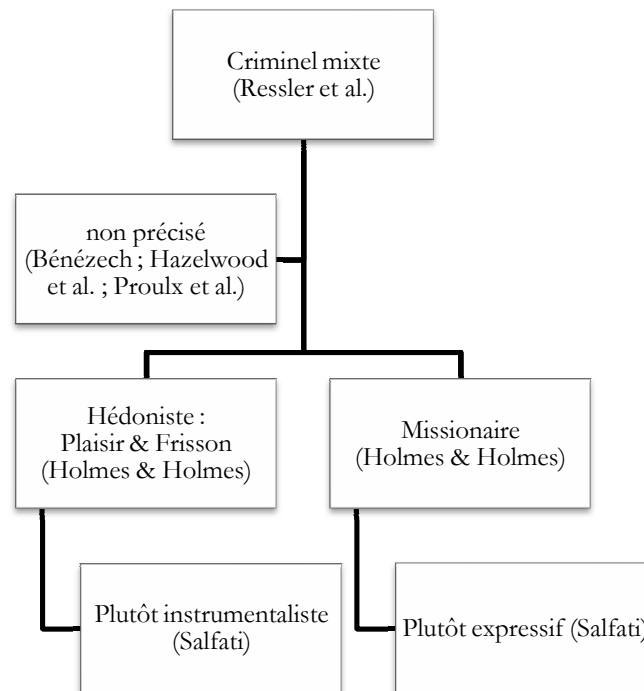 Criminel mixte
(Ressler et al.)
non précisé
(Bénézech ; Hazelwood
et al. ; Proulx et al.)
Hédoniste :
Plaisir & Frisson
(Holmes & Holmes)
Missionaire
(Holmes & Holmes)
Plutôt instrumentaliste
(Salfati)
Plutôt expressif (Salfati)